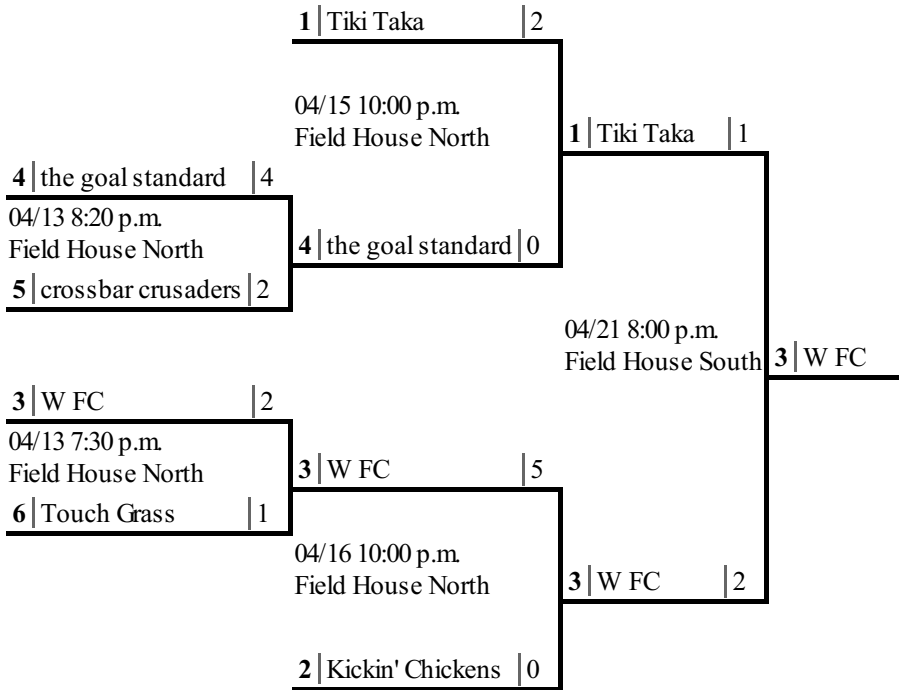 1 Tiki Taka 2
04/15 10:00 p.m.
Field House North
1 Tiki Taka 1
4 the goal standard 4
04/13 8:20 p.m.
Field House North
4 the goal standard 0
5 crossbar crusaders 2
04/21 8:00 p.m.
Field House South
3 W FC
3 W FC 2
04/13 7:30 p.m.
Field House North
3 W FC 5
6 Touch Grass 1
04/16 10:00 p.m.
Field House North
3 W FC 2
2 Kickin' Chickens 0